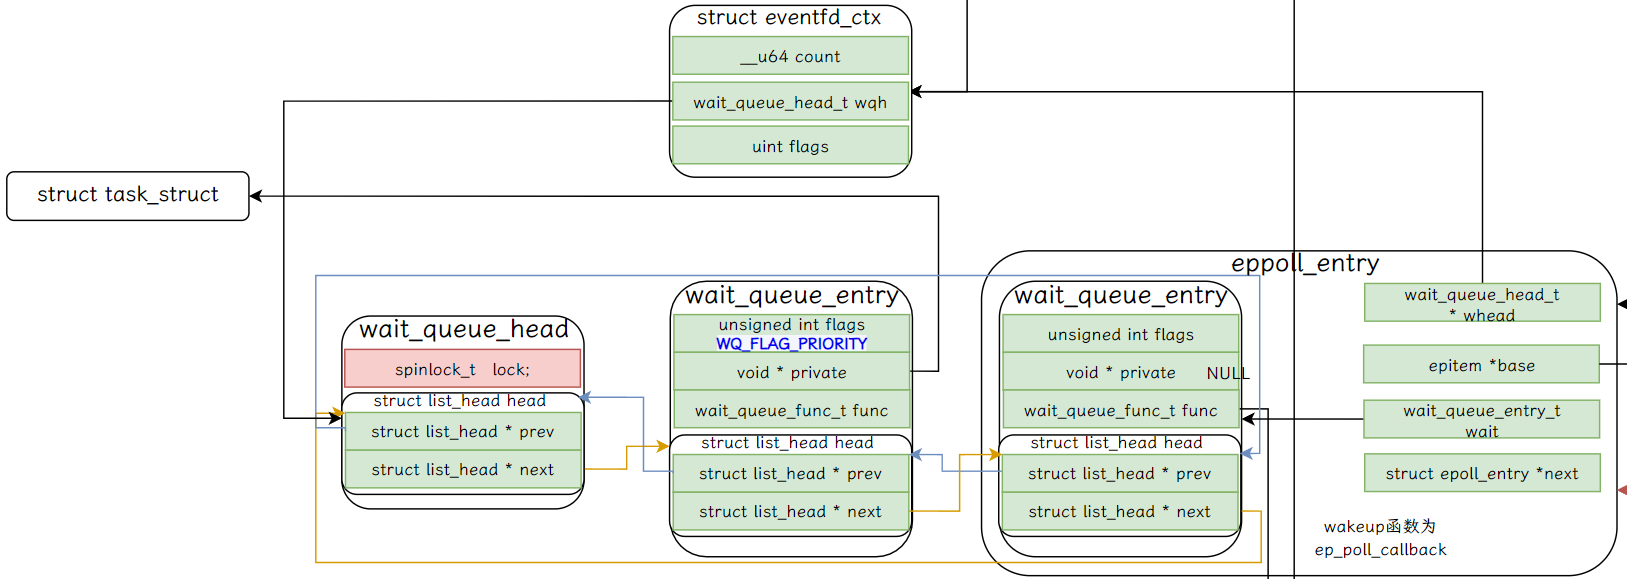 struct eventfd_ctx
__u64 count
wait_queue_head_t wqh
uint flags
struct task_struct
wait_queue_head
spinlock_t lock;
struct list_head head
struct list_head * prev
struct list_head * next
wait_queue_entry
unsigned int flags
WQ_FLAG_PRIORITY
void * private
wait_queue_func_t func
struct list_head head
struct list_head * prev
struct list_head * next
eppoll_entry
wait_queue_entry
unsigned int flags
void * private NULL
wait_queue_func_t func
struct list_head head
struct list_head * prev
struct list_head * next
wait_queue_head_t
* whead
epitem *base
wait_queue_entry_t
wait
struct epoll_entry *next
wakeup函数为
ep_poll_callback